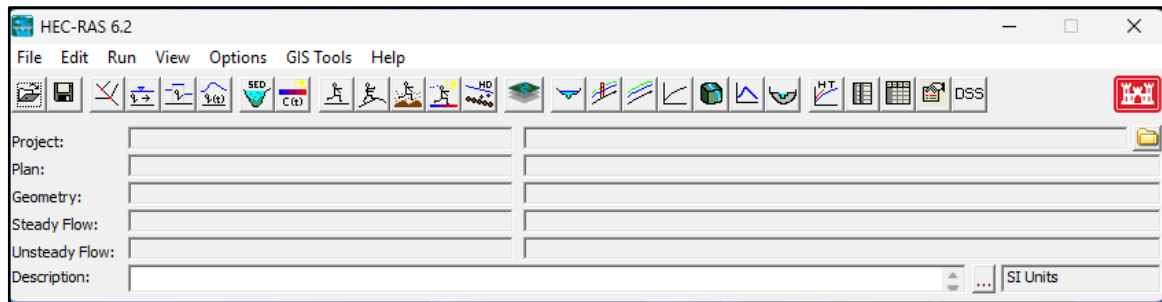 HEC-RAS 6.2
File Edit Run View Options GIS Tools Help
SED C(t) HD HT DSS
Project:
Plan:
Geometry:
Steady Flow:
Unsteady Flow:
Description: ... SI Units